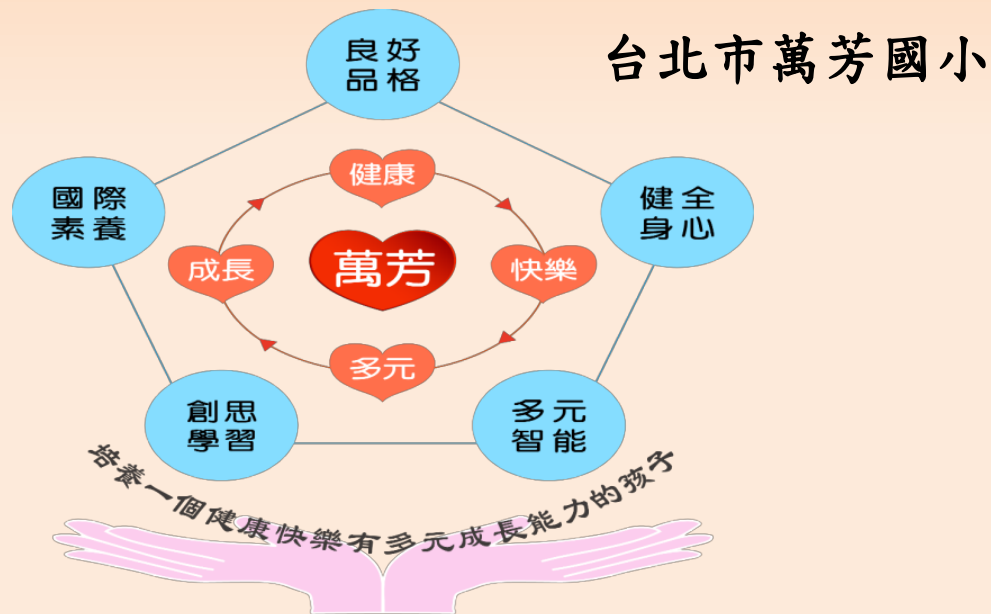 台北市萬芳國小
良好
品格
國際
素養
健全
身心
健康
成長
萬芳
快樂
多元
創思
學習
多元
智能
培養一個健康快樂有多元成長能力的孩子